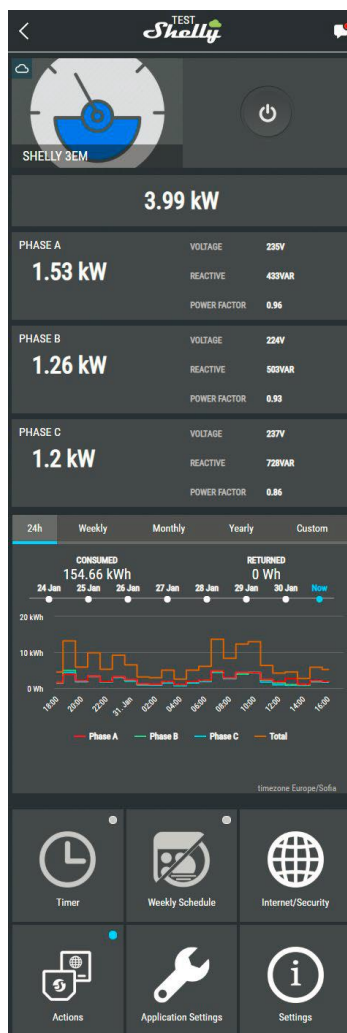 TEST
Shelly
SHELLY 3EM
3.99 kW
PHASE A
1.53 kW
VOLTAGE 235V
REACTIVE 433VAR
POWER FACTOR 0.96
PHASE B
1.26 kW
VOLTAGE 224V
REACTIVE 503VAR
POWER FACTOR 0.93
PHASE C
1.2 kW
VOLTAGE 237V
REACTIVE 728VAR
POWER FACTOR 0.86
24h Weekly Monthly Yearly Custom
CONSUMED RETURNED
154.66 kWh 0 Wh
24 Jan 25 Jan 26 Jan 27 Jan 28 Jan 29 Jan 30 Jan Now
20 kWh
10 kWh
0 Wh
18:00 20:00 22:00 31. Jan 02:00 04:00 06:00 08:00 10:00 12:00 14:00 16:00
Phase A Phase B Phase C Total
timezone Europe/Sofia
Timer Weekly Schedule Internet/Security
Actions Application Settings Settings